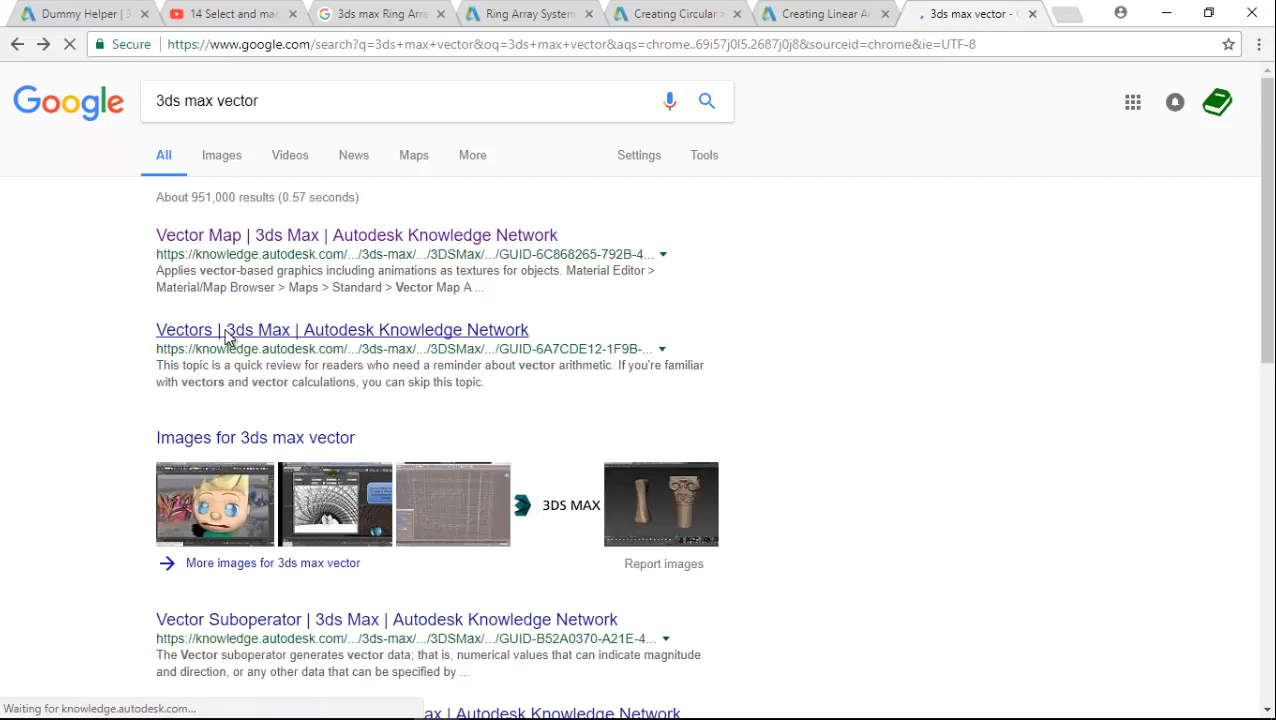 Dummy Helper | 3
14 Select and ma
3ds max Ring Arr
Ring Array System
Creating Circular a
Creating Linear A
3ds max vector - G
Secure
https://www.google.com/search?q=3ds+max+vector&oq=3ds+max+vector&aqs=chrome..69i57j0l5.2687j0j8&sourceid=chrome&ie=UTF-8
Google
3ds max vector
All
Images
Videos
News
Maps
More
Settings
Tools
About 951,000 results (0.57 seconds)
Vector Map | 3ds Max | Autodesk Knowledge Network
https://knowledge.autodesk.com/.../3ds-max/.../3DSMax/.../GUID-6C868265-792B-4...
Applies vector-based graphics including animations as textures for objects. Material Editor >
Material/Map Browser > Maps > Standard > Vector Map A ...
Vectors | 3ds Max | Autodesk Knowledge Network
https://knowledge.autodesk.com/.../3ds-max/.../3DSMax/.../GUID-6A7CDE12-1F9B-...
This topic is a quick review for readers who need a reminder about vector arithmetic. If you're familiar
with vectors and vector calculations, you can skip this topic.
Images for 3ds max vector
3DS MAX
More images for 3ds max vector
Report images
Vector Suboperator | 3ds Max | Autodesk Knowledge Network
https://knowledge.autodesk.com/.../3ds-max/.../3DSMax/.../GUID-B52A0370-A21E-4...
The Vector suboperator generates vector data; that is, numerical values that can indicate magnitude
and direction, or any other data that can be specified by ...
ax | Autodesk Knowledge Network
Waiting for knowledge.autodesk.com...